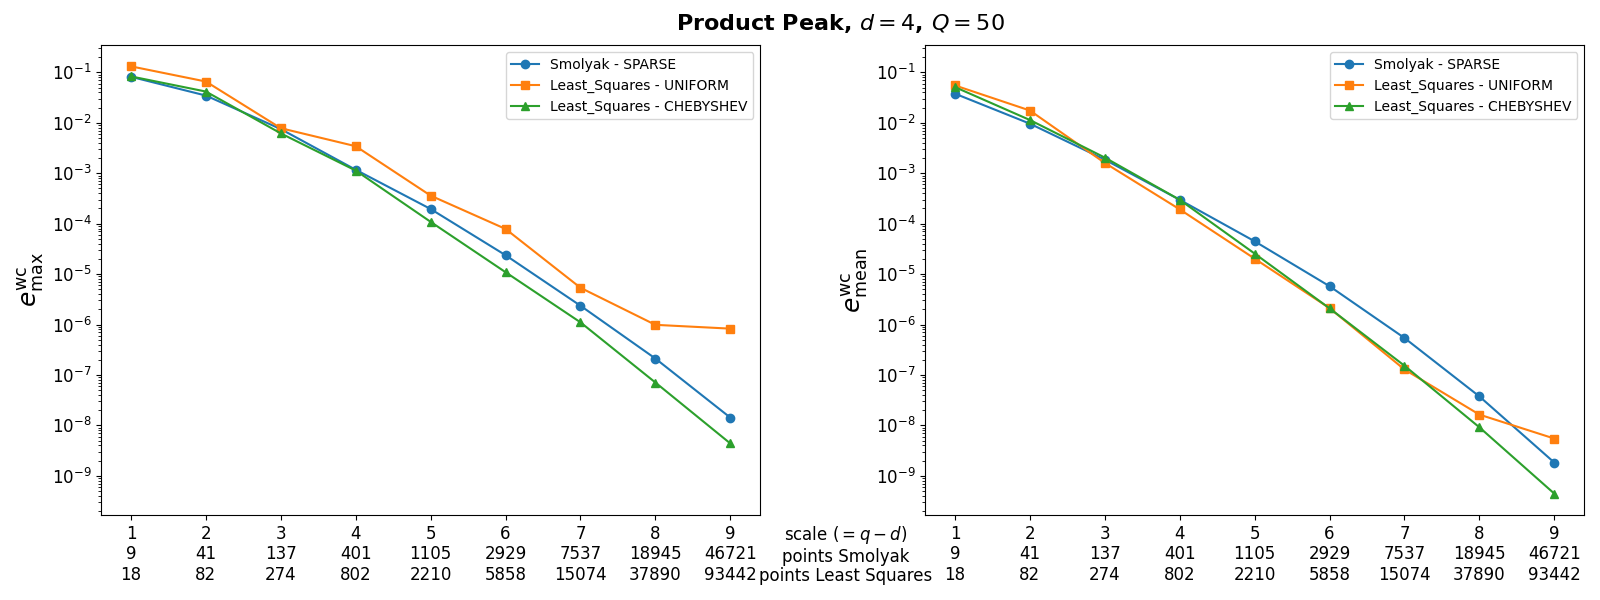 Product Peak, d = 4, Q = 50
Smolyak - SPARSE
Least_Squares - UNIFORM
Least_Squares - CHEBYSHEV
10⁻¹
10⁻²
10⁻³
10⁻⁴
10⁻⁵
10⁻⁶
10⁻⁷
10⁻⁸
10⁻⁹
e^wc_max
1 2 3 4 5 6 7 8 9
9 41 137 401 1105 2929 7537 18945 46721
18 82 274 802 2210 5858 15074 37890 93442
scale (= q − d)
points Smolyak
points Least Squares
Smolyak - SPARSE
Least_Squares - UNIFORM
Least_Squares - CHEBYSHEV
10⁻¹
10⁻²
10⁻³
10⁻⁴
10⁻⁵
10⁻⁶
10⁻⁷
10⁻⁸
10⁻⁹
e^wc_mean
1 2 3 4 5 6 7 8 9
9 41 137 401 1105 2929 7537 18945 46721
18 82 274 802 2210 5858 15074 37890 93442